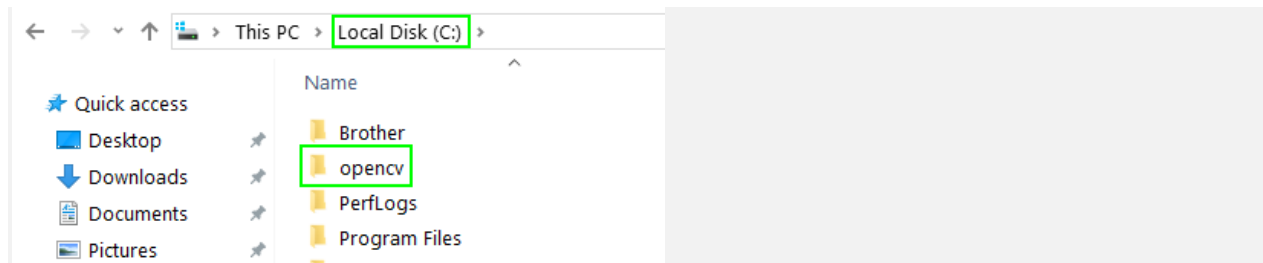 This PC > Local Disk (C:) >
Name
Quick access
Desktop
Downloads
Documents
Pictures
Brother
opencv
PerfLogs
Program Files